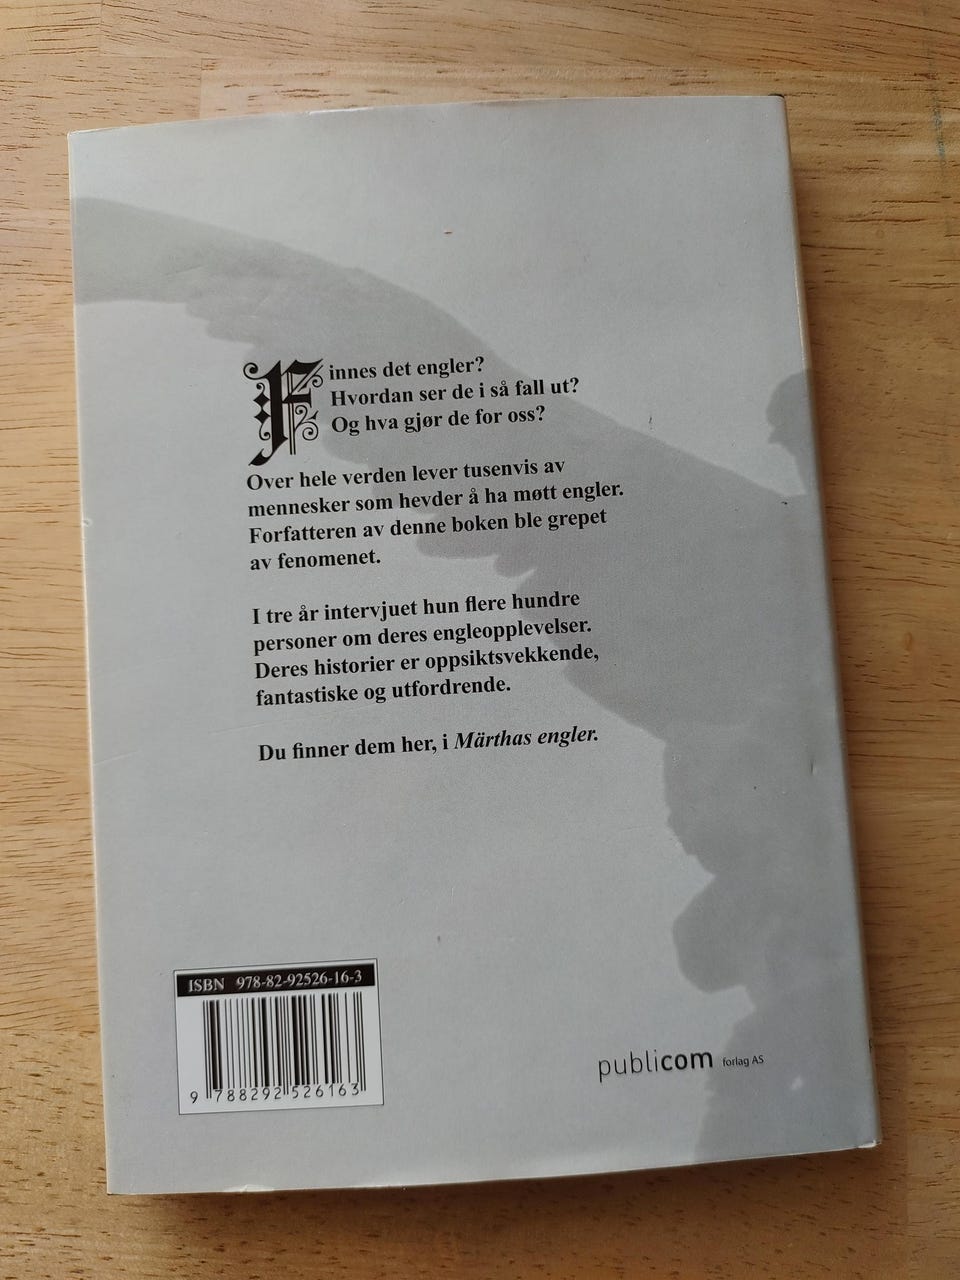 Finnes det engler?
Hvordan ser de i så fall ut?
Og hva gjør de for oss?
Over hele verden lever tusenvis av
mennesker som hevder å ha møtt engler.
Forfatteren av denne boken ble grepet
av fenomenet.
I tre år intervjuet hun flere hundre
personer om deres engleopplevelser.
Deres historier er oppsiktsvekkende,
fantastiske og utfordrende.
Du finner dem her, i Märthas engler.
ISBN 978-82-92526-16-3
9 788292 526163
publicom forlag AS